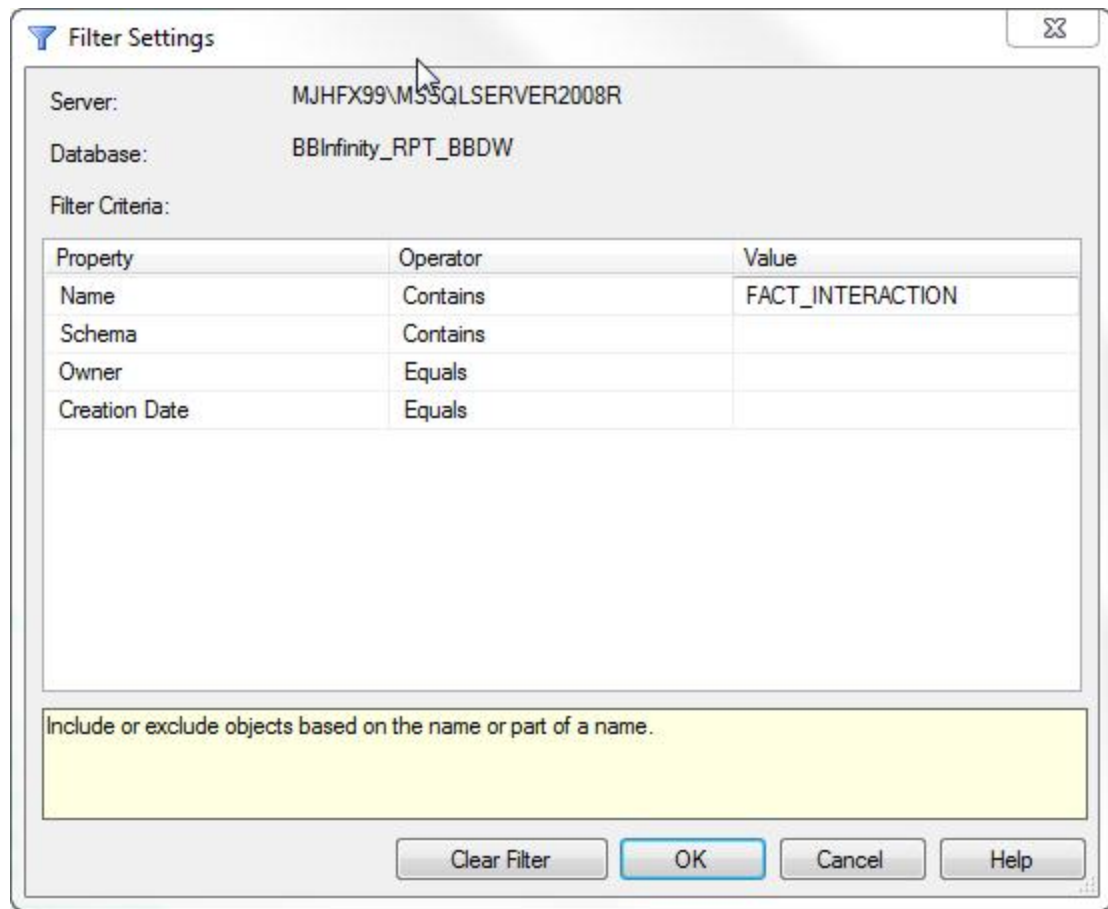 Filter Settings
Server: MJHFX99\MSSQLSERVER2008R
Database: BBInfinity_RPT_BBDW
Filter Criteria:
Property Operator Value
Name Contains FACT_INTERACTION
Schema Contains
Owner Equals
Creation Date Equals
Include or exclude objects based on the name or part of a name.
Clear Filter OK Cancel Help